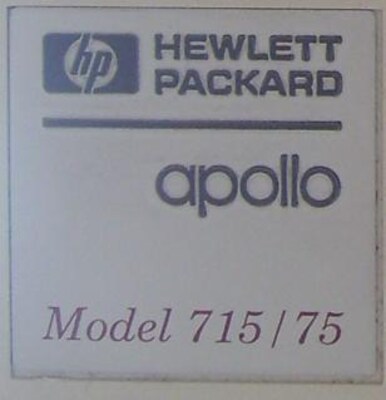 hp HEWLETT
PACKARD
apollo
Model 715/75